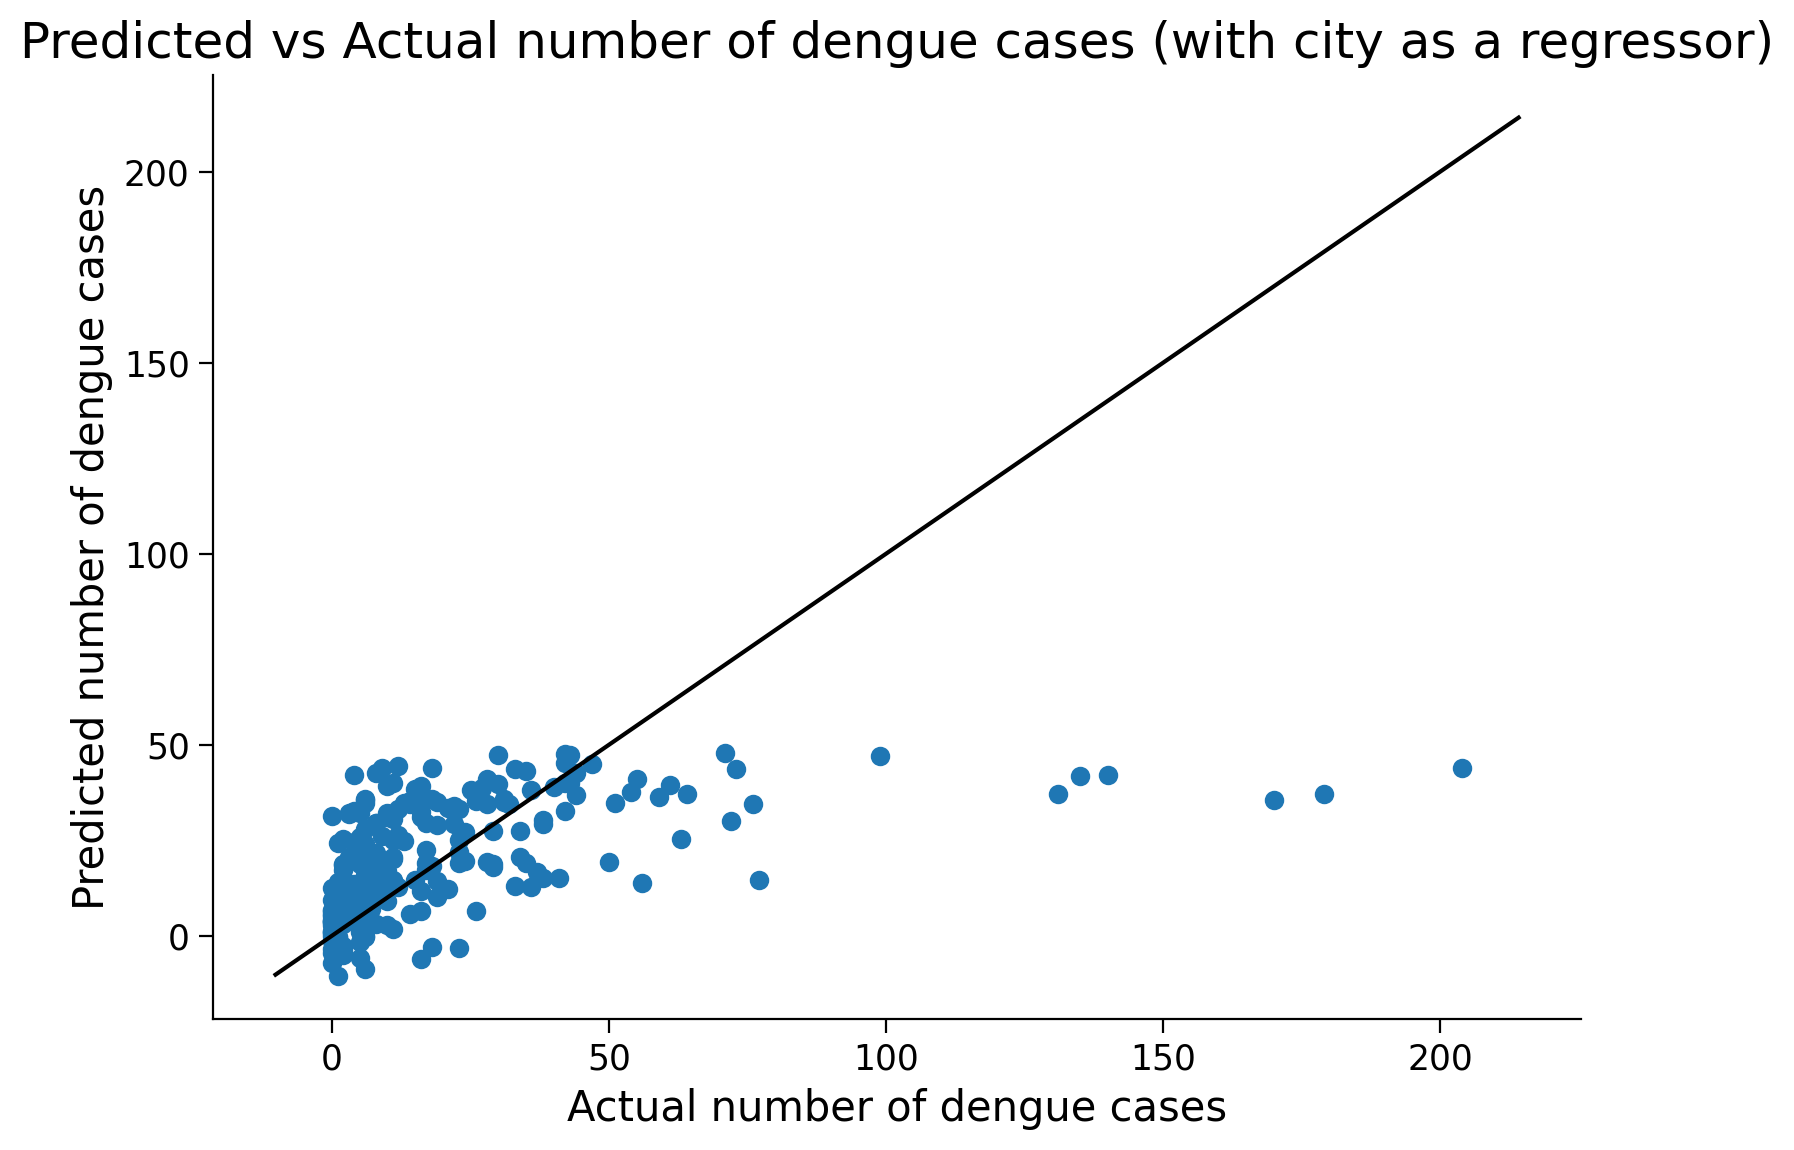 Predicted vs Actual number of dengue cases (with city as a regressor)
Predicted number of dengue cases
200
150
100
50
0
0 50 100 150 200
Actual number of dengue cases